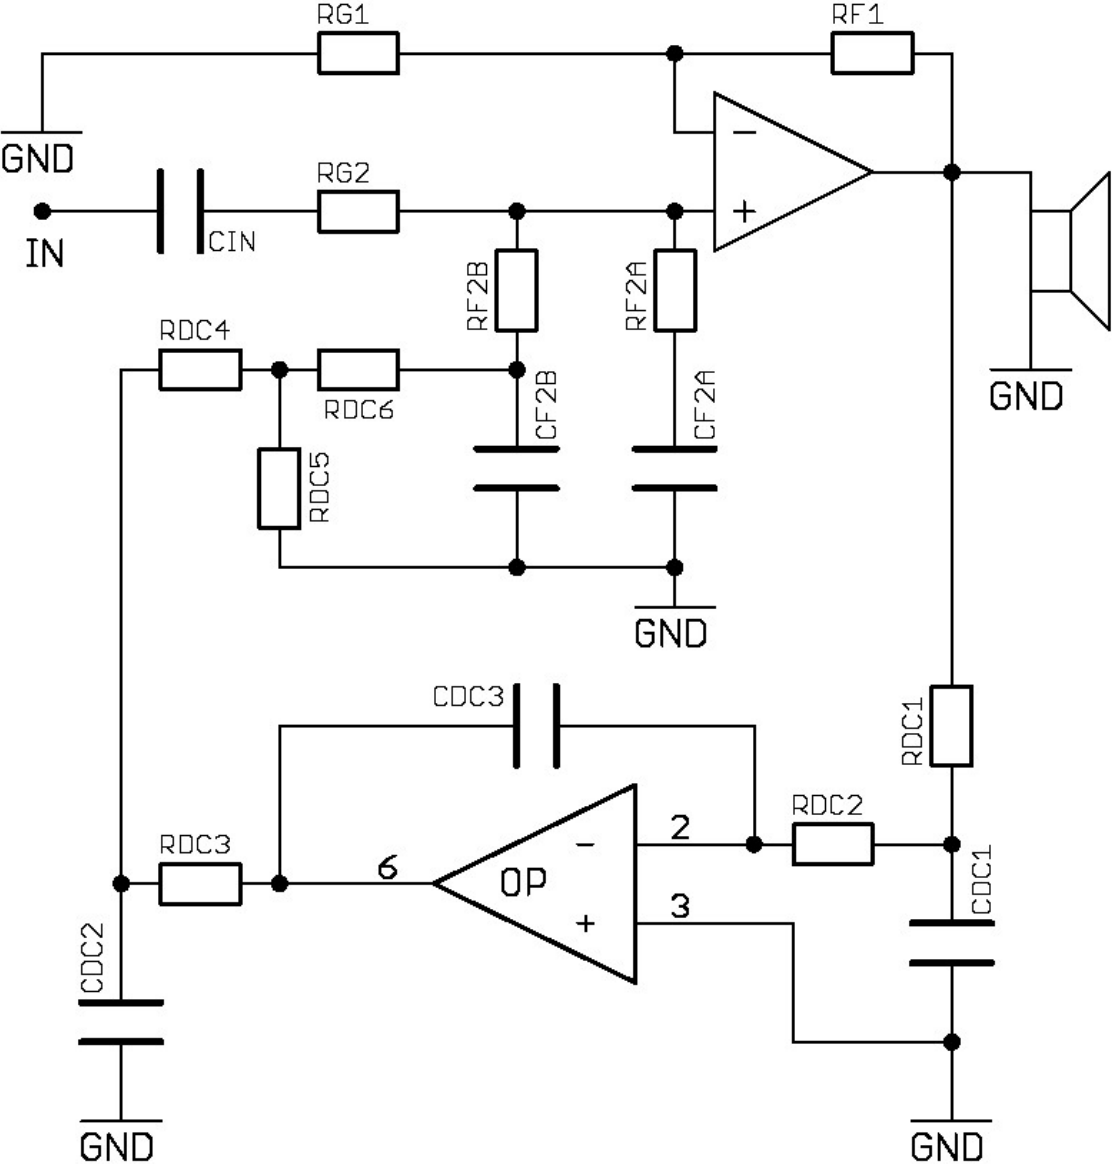 RG1
RF1
−
GND
RG2
+
CIN
IN
RF2B
RF2A
RDC4
RDC6
CF2B
CF2A
GND
RDC5
GND
CDC3
RDC1
RDC2
2
−
RDC3
6
OP
CDC1
3
+
CDC2
GND
GND